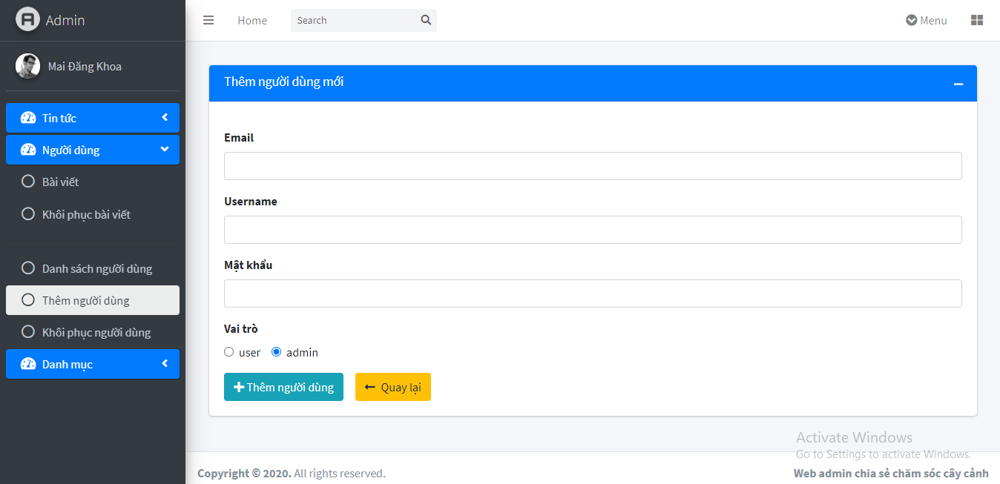 Admin
Mai Đăng Khoa
Tin tức
Người dùng
Bài viết
Khôi phục bài viết
Danh sách người dùng
Thêm người dùng
Khôi phục người dùng
Danh mục
Home
Search
Menu
Thêm người dùng mới
Email
Username
Mật khẩu
Vai trò
user admin
Thêm người dùng Quay lại
Activate Windows
Go to Settings to activate Windows.
Copyright © 2020. All rights reserved.
Web admin chia sẻ chăm sóc cây cảnh